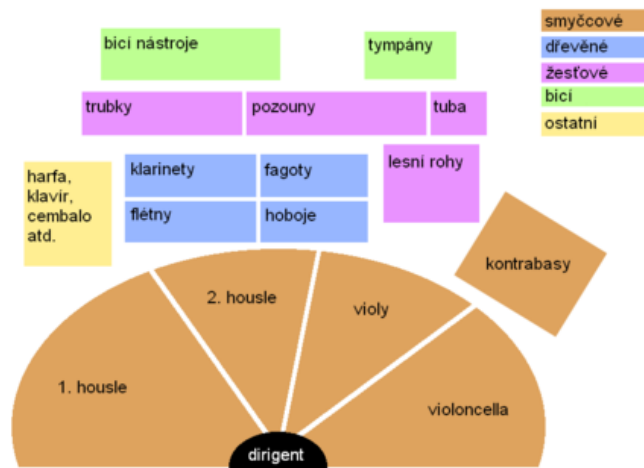 smyčcové
dřevěné
žesťové
bicí
ostatní
bicí nástroje
tympány
trubky
pozouny
tuba
harfa,
klavír,
cembalo
atd.
klarinety
fagoty
lesní rohy
flétny
hoboje
kontrabasy
1. housle
2. housle
violy
violoncella
dirigent